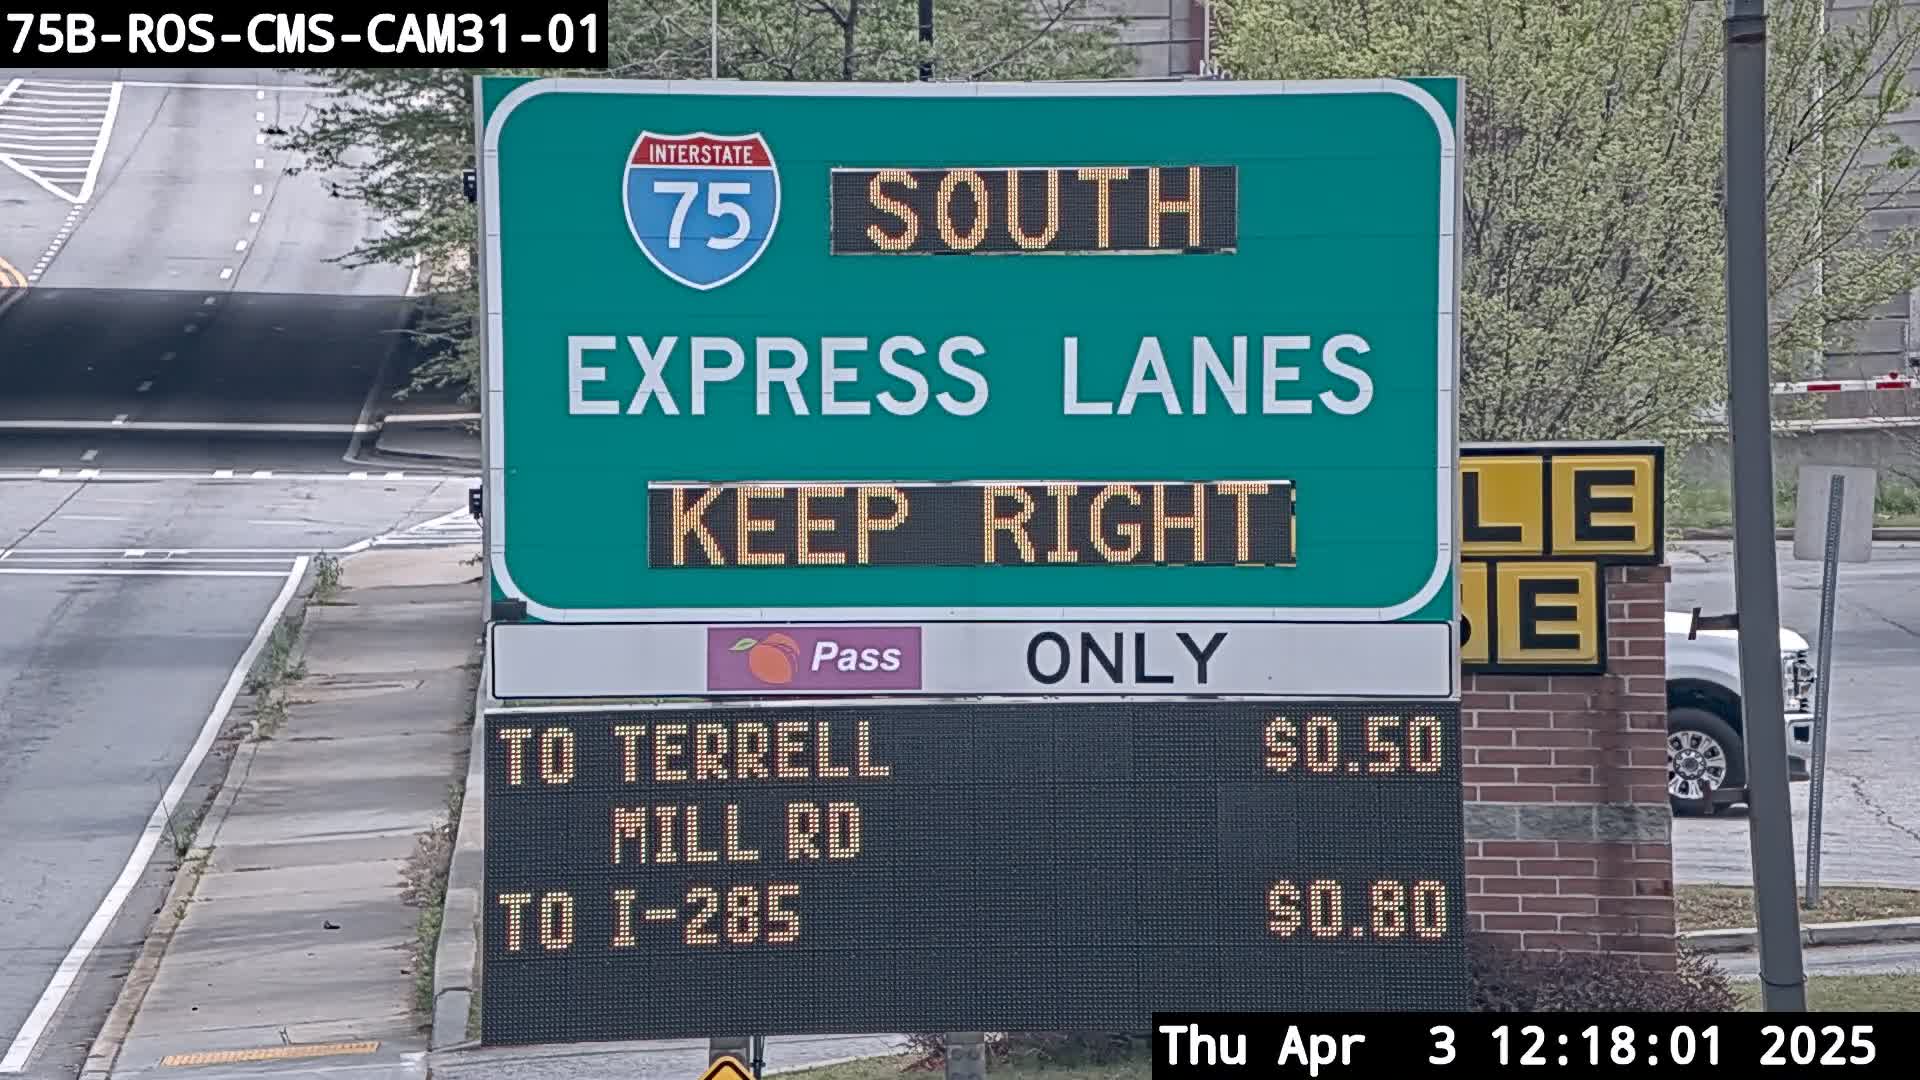 75B-ROS-CMS-CAM31-01
INTERSTATE
75
SOUTH
EXPRESS LANES
KEEP RIGHT
Pass ONLY
TO TERRELL $0.50
MILL RD
TO I-285 $0.80
LE
E
Thu Apr 3 12:18:01 2025